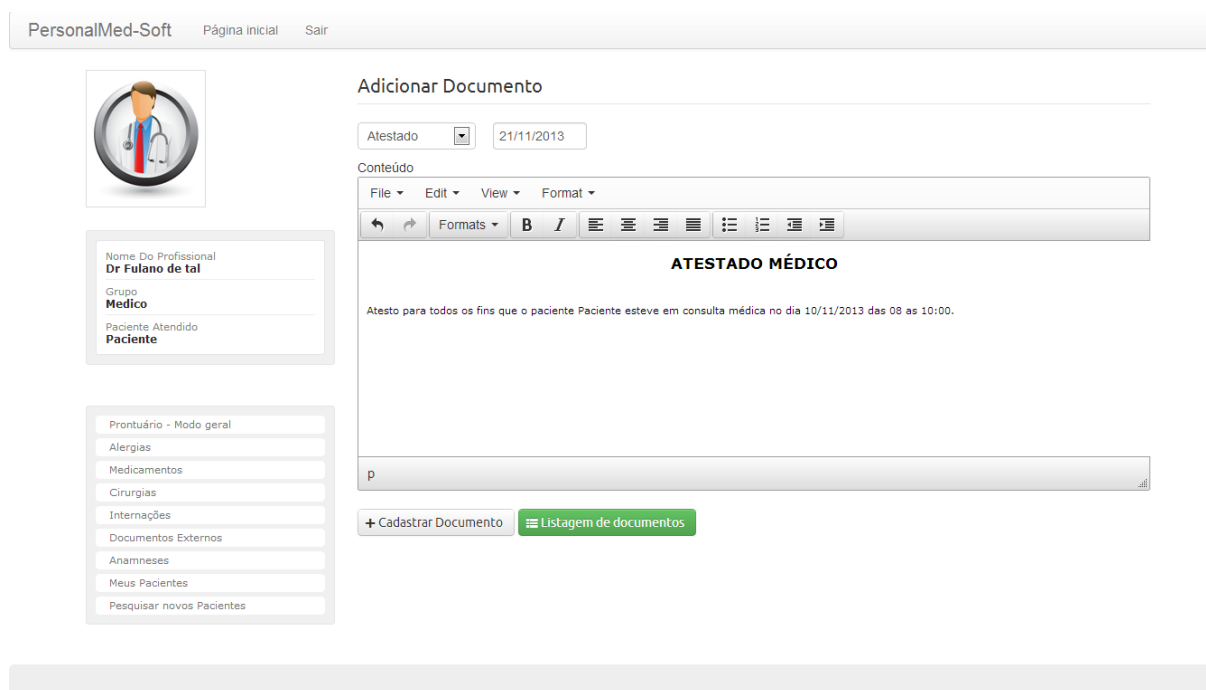 PersonalMed-Soft Página inicial Sair
Adicionar Documento
Atestado 21/11/2013
Conteúdo
File Edit View Format
Formats B I
ATESTADO MÉDICO
Atesto para todos os fins que o paciente Paciente esteve em consulta médica no dia 10/11/2013 das 08 as 10:00.
p
+ Cadastrar Documento Listagem de documentos
Nome Do Profissional
Dr Fulano de tal
Grupo
Medico
Paciente Atendido
Paciente
Prontuário - Modo geral
Alergias
Medicamentos
Cirurgias
Internações
Documentos Externos
Anamneses
Meus Pacientes
Pesquisar novos Pacientes